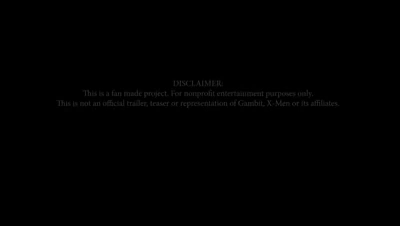 DISCLAIMER.
This is a fan made project. For nonprofit entertainment purposes only.
This is not an official trailer, teaser or representation of Gambit, X-Men or its affiliates.